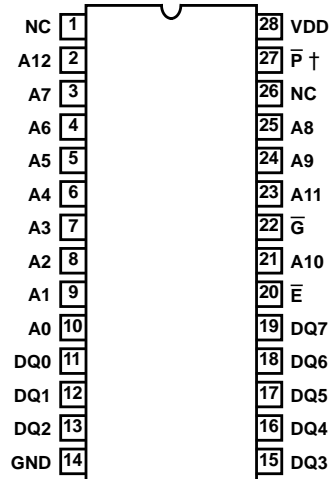 NC 1 28 VDD
A12 2 27 P̅ †
A7 3 26 NC
A6 4 25 A8
A5 5 24 A9
A4 6 23 A11
A3 7 22 G̅
A2 8 21 A10
A1 9 20 E̅
A0 10 19 DQ7
DQ0 11 18 DQ6
DQ1 12 17 DQ5
DQ2 13 16 DQ4
GND 14 15 DQ3